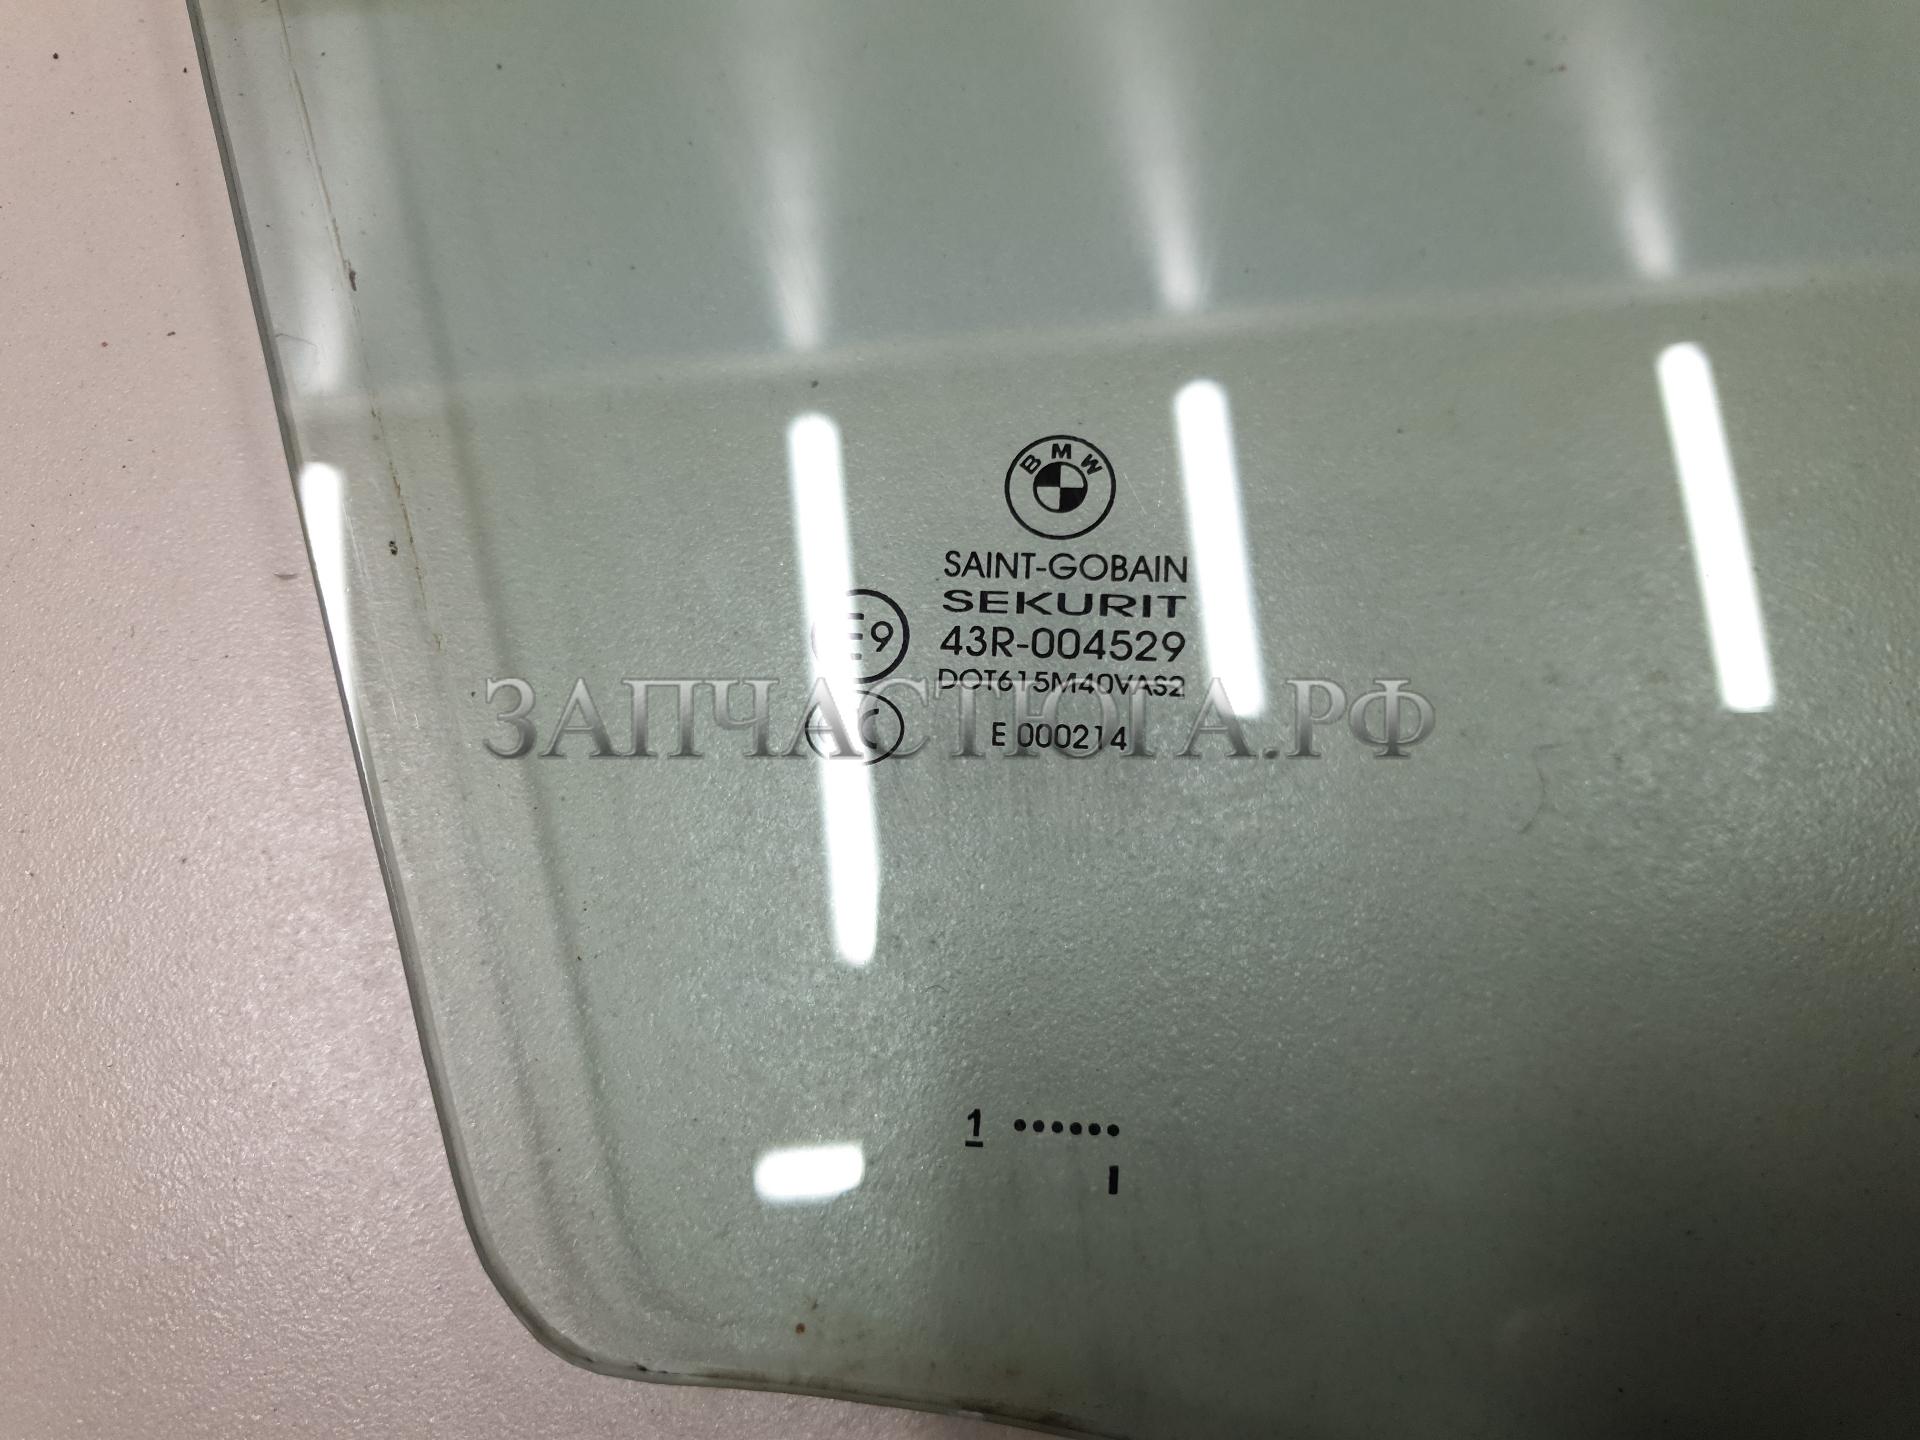 BMW
SAINT-GOBAIN
SEKURIT
E9 43R-004529
DOT615M40VAS2
E 000214
ЗАПЧАСТЮГА.РФ
1 ......